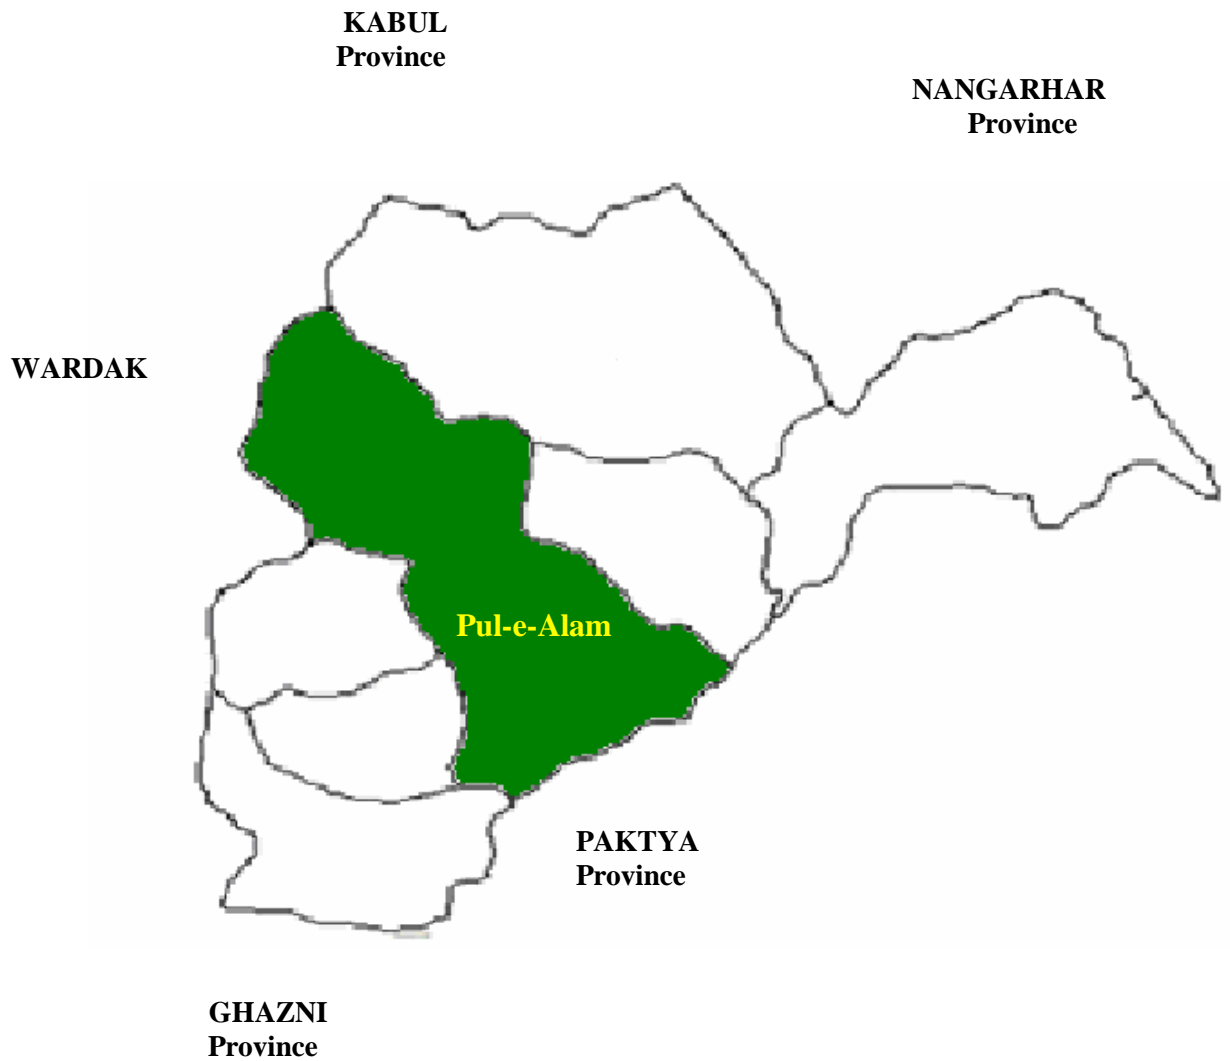 KABUL
Province
NANGARHAR
Province
WARDAK
Pul-e-Alam
PAKTYA
Province
GHAZNI
Province